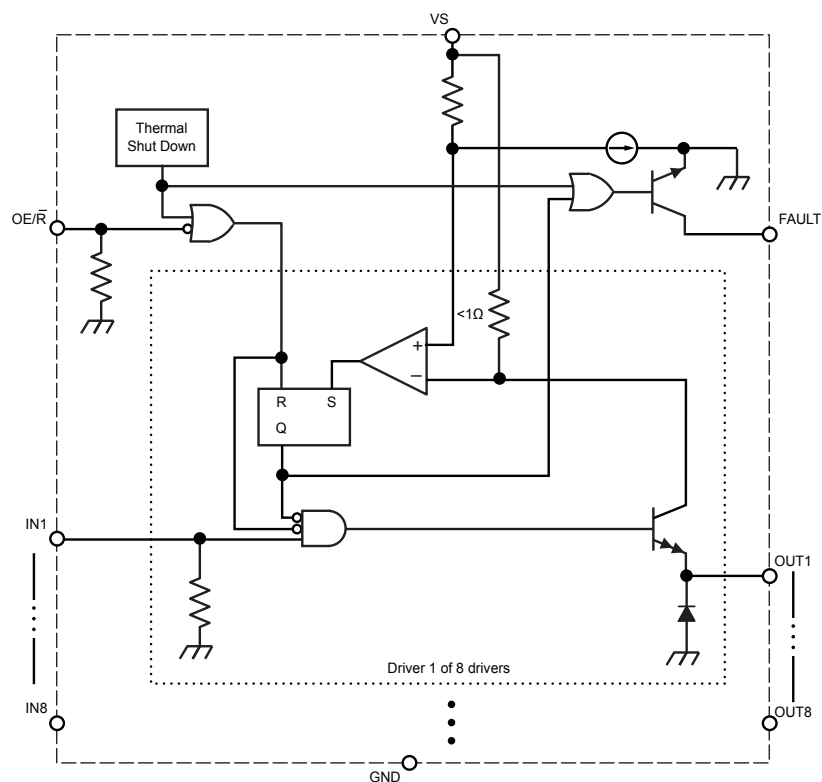 VS
Thermal
Shut Down
OE/R̅
FAULT
<1Ω
+
−
R S
Q
IN1
OUT1
Driver 1 of 8 drivers
IN8
OUT8
GND